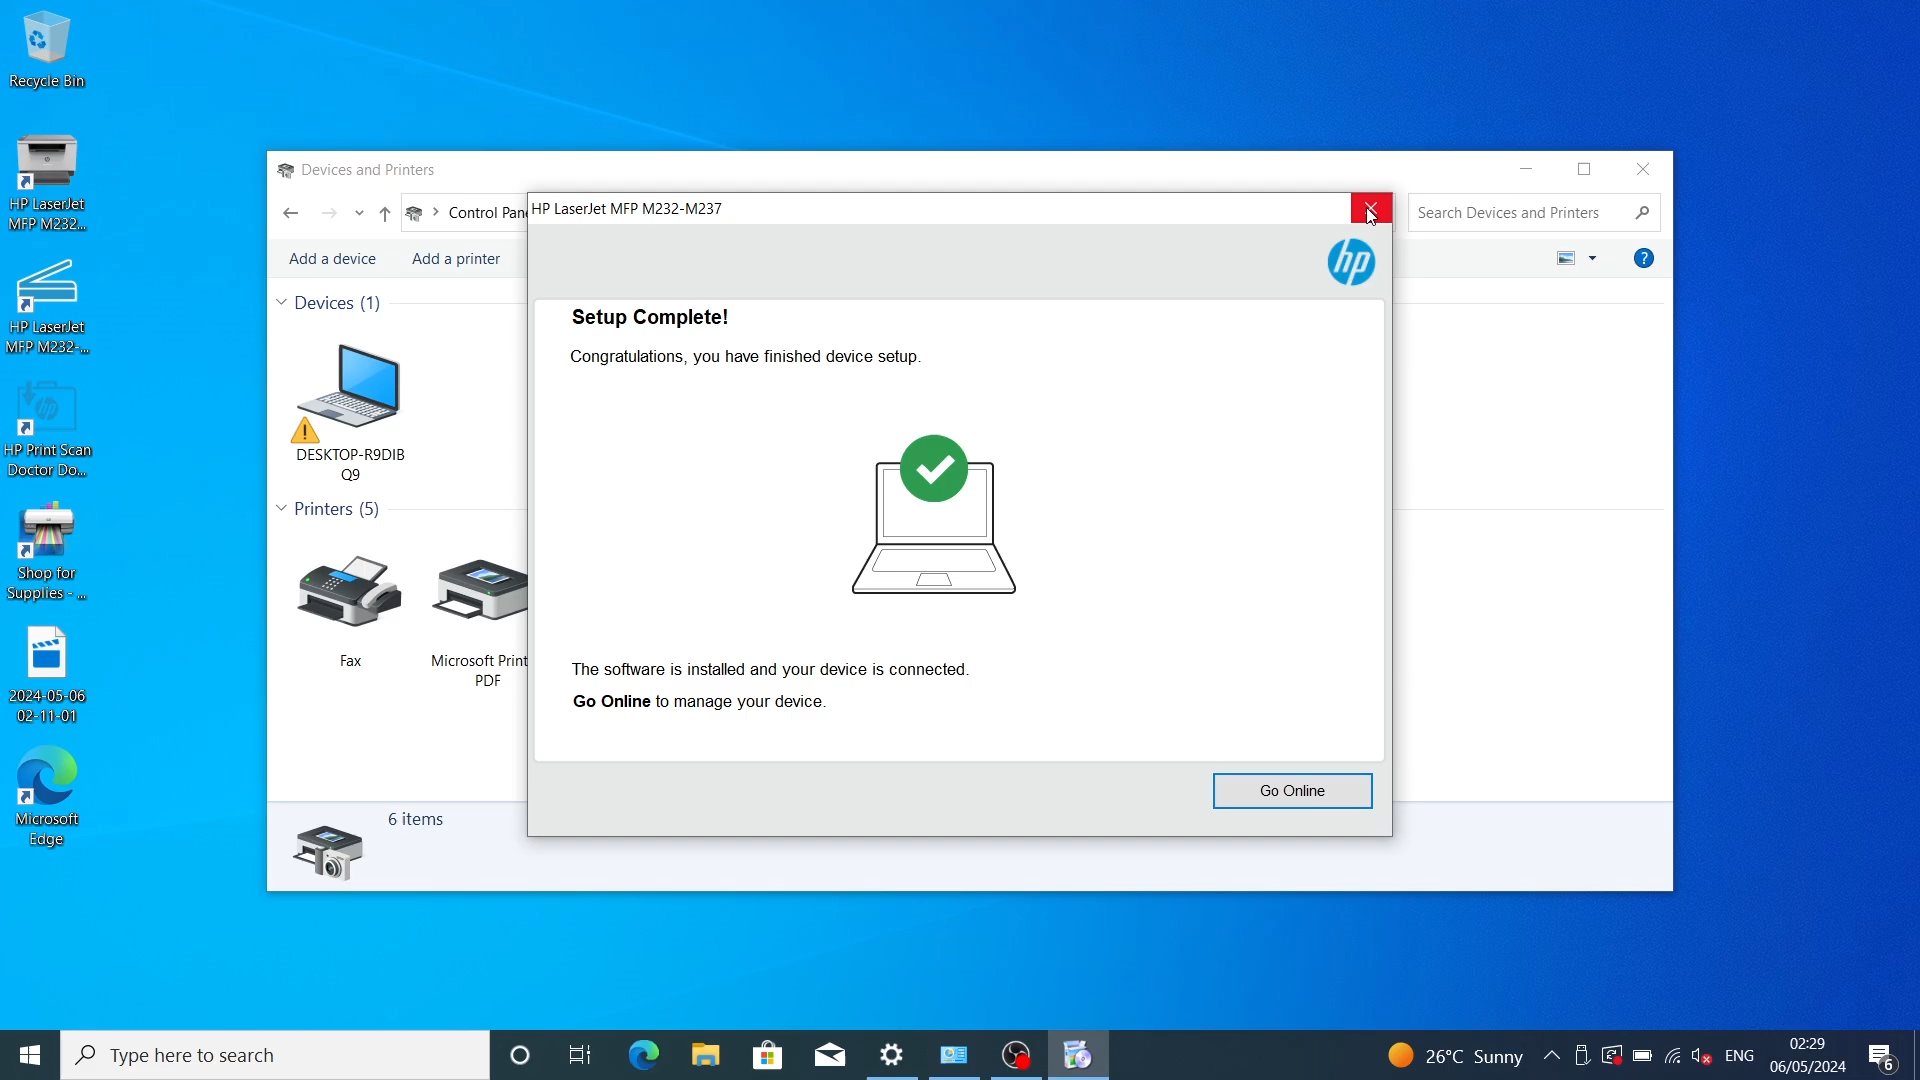 Recycle Bin
HP LaserJet
MFP M232...
HP LaserJet
MFP M232-...
HP Print Scan
Doctor Do...
Shop for
Supplies - ...
2024-05-06
02-11-01
Microsoft
Edge
Devices and Printers
Control Pane
Search Devices and Printers
Add a device
Add a printer
?
Devices (1)
DESKTOP-R9DIB
Q9
Printers (5)
Fax
Microsoft Print
PDF
6 items
HP LaserJet MFP M232-M237
hp
Setup Complete!
Congratulations, you have finished device setup.
The software is installed and your device is connected.
Go Online to manage your device.
Go Online
Type here to search
26°C Sunny
ENG
02:29
06/05/2024
6